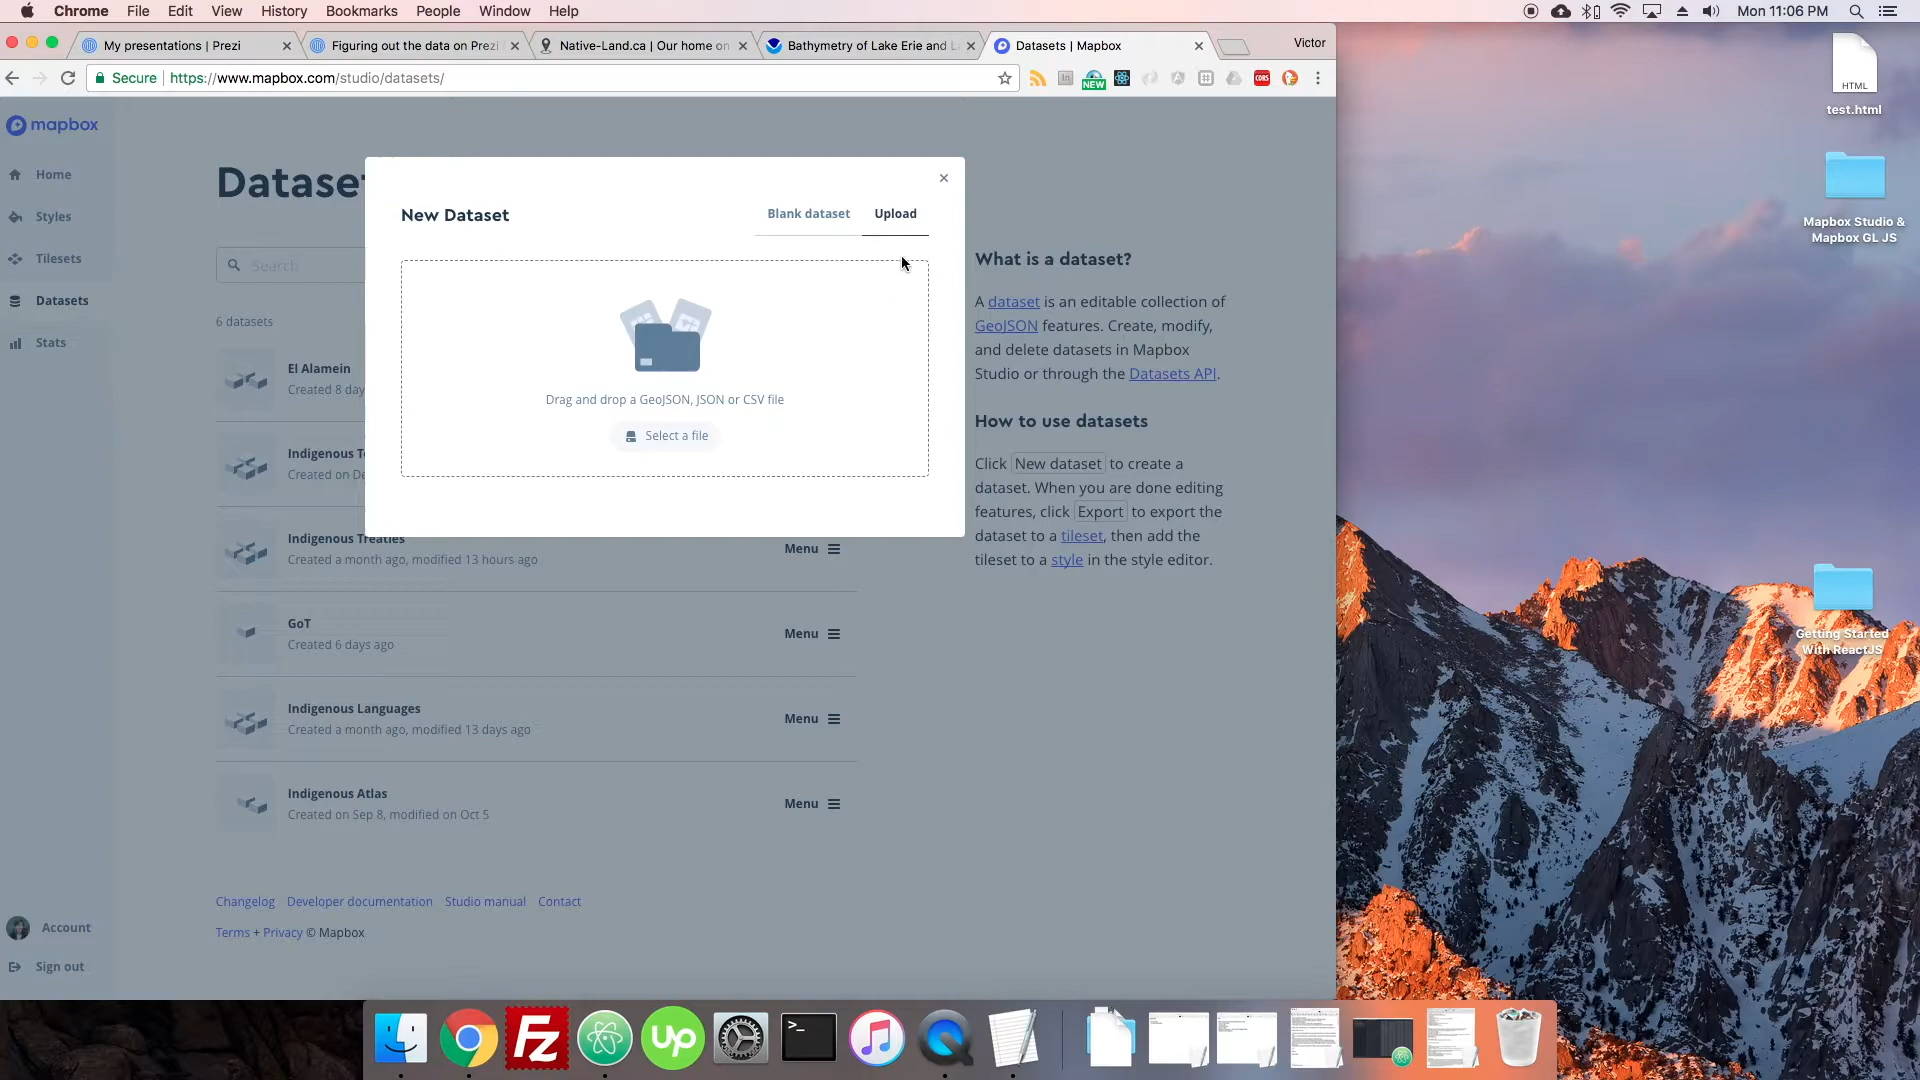 Chrome File Edit View History Bookmarks People Window Help
Mon 11:06 PM
My presentations | Prezi
Figuring out the data on Prezi
Native-Land.ca | Our home on
Bathymetry of Lake Erie and L
Datasets | Mapbox
Victor
Secure https://www.mapbox.com/studio/datasets/
in
NEW
CORS
mapbox
Home
Styles
Tilesets
Datasets
Stats
Account
Sign out
Datase
Search
6 datasets
El Alamein
Created 8 day
Indigenous Te
Created on De
Indigenous Treaties
Created a month ago, modified 13 hours ago
Menu
GoT
Created 6 days ago
Menu
Indigenous Languages
Created a month ago, modified 13 days ago
Menu
Indigenous Atlas
Created on Sep 8, modified on Oct 5
Menu
Changelog Developer documentation Studio manual Contact
Terms + Privacy © Mapbox
New Dataset
Blank dataset
Upload
Drag and drop a GeoJSON, JSON or CSV file
Select a file
What is a dataset?
A dataset is an editable collection of
GeoJSON features. Create, modify,
and delete datasets in Mapbox
Studio or through the Datasets API.
How to use datasets
Click New dataset to create a
dataset. When you are done editing
features, click Export to export the
dataset to a tileset, then add the
tileset to a style in the style editor.
HTML
test.html
Mapbox Studio &
Mapbox GL JS
Getting Started
With ReactJS
Fz
Up
>_